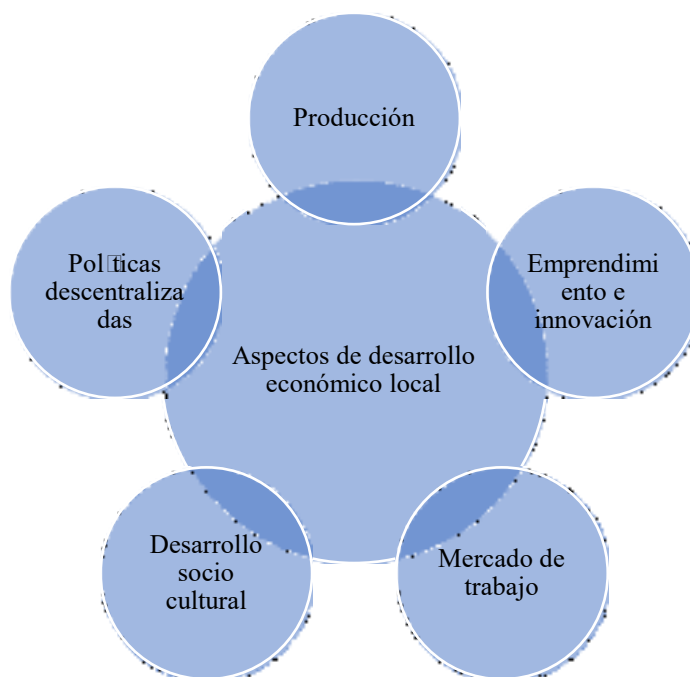 Producción
Pol□ticas
descentraliza
das
Emprendimi
ento e
innovación
Aspectos de desarrollo
económico local
Desarrollo
socio
cultural
Mercado de
trabajo